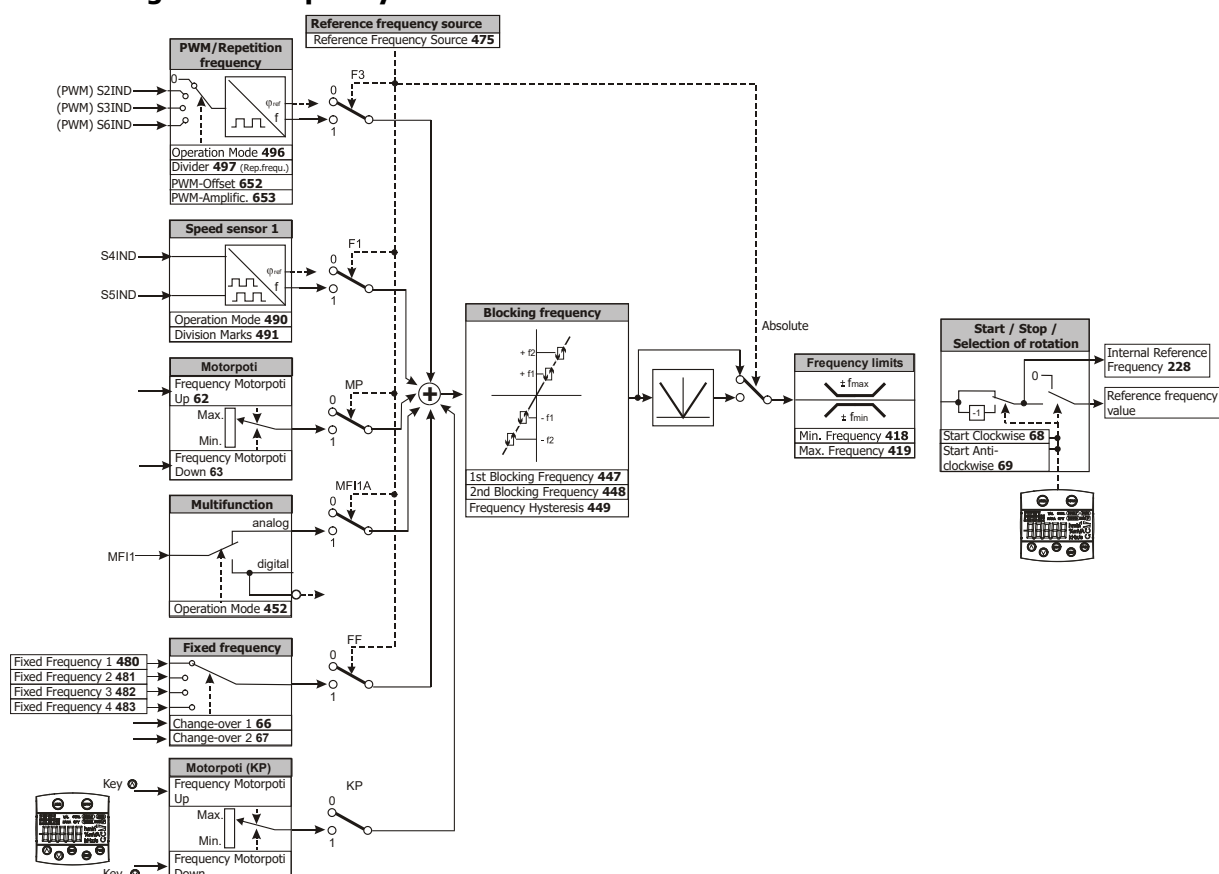 Reference frequency source
Reference Frequency Source 475
PWM/Repetition
frequency
0
(PWM) S2IND
(PWM) S3IND
(PWM) S6IND
φref
f
Operation Mode 496
Divider 497 (Rep.frequ.)
PWM-Offset 652
PWM-Amplific. 653
F3
0
1
Speed sensor 1
S4IND
S5IND
φref
f
Operation Mode 490
Division Marks 491
F1
0
1
Motorpoti
Frequency Motorpoti
Up 62
Max.
Min.
Frequency Motorpoti
Down 63
MP
0
1
Multifunction
analog
MFI1
digital
Operation Mode 452
MFI1A
0
1
Fixed frequency
Fixed Frequency 1 480
Fixed Frequency 2 481
Fixed Frequency 3 482
Fixed Frequency 4 483
Change-over 1 66
Change-over 2 67
FF
0
1
Motorpoti (KP)
Key
Frequency Motorpoti
Up
Max.
Min.
Frequency Motorpoti
KP
0
1
+
Blocking frequency
+ f2
+ f1
- f1
- f2
1st Blocking Frequency 447
2nd Blocking Frequency 448
Frequency Hysteresis 449
Absolute
Frequency limits
± fmax
± fmin
Min. Frequency 418
Max. Frequency 419
Start / Stop /
Selection of rotation
0
-1
Start Clockwise 68
Start Anti-
clockwise 69
Internal Reference
Frequency 228
Reference frequency
value